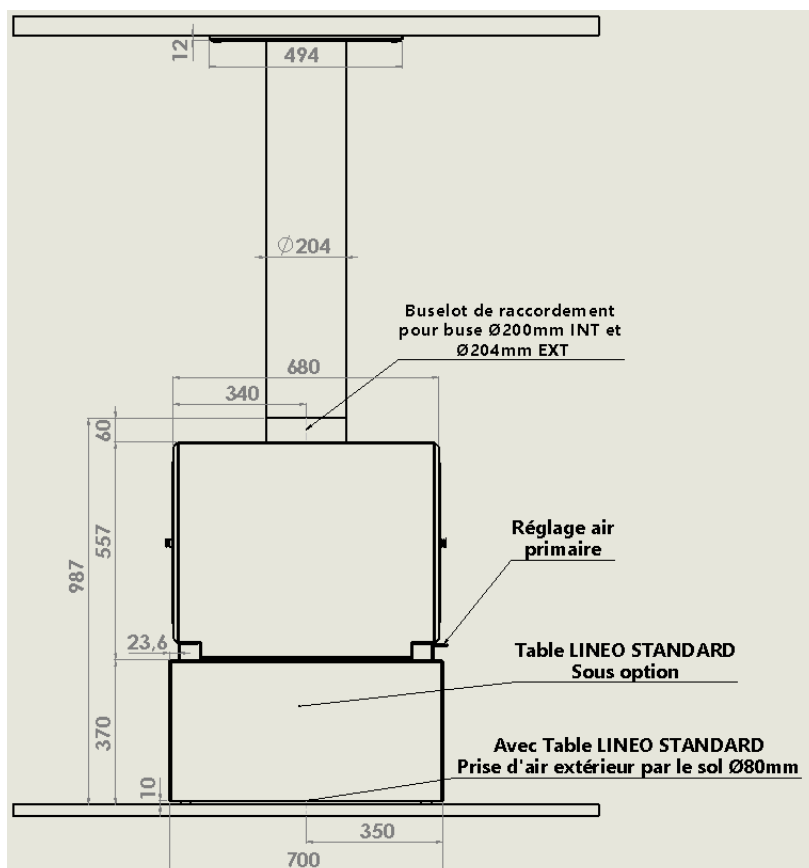 12
494
Ø204
Buselot de raccordement
pour buse Ø200mm INT et
Ø204mm EXT
680
340
60
557
987
Réglage air
primaire
23,6
Table LINEO STANDARD
Sous option
370
Avec Table LINEO STANDARD
Prise d'air extérieur par le sol Ø80mm
10
350
700